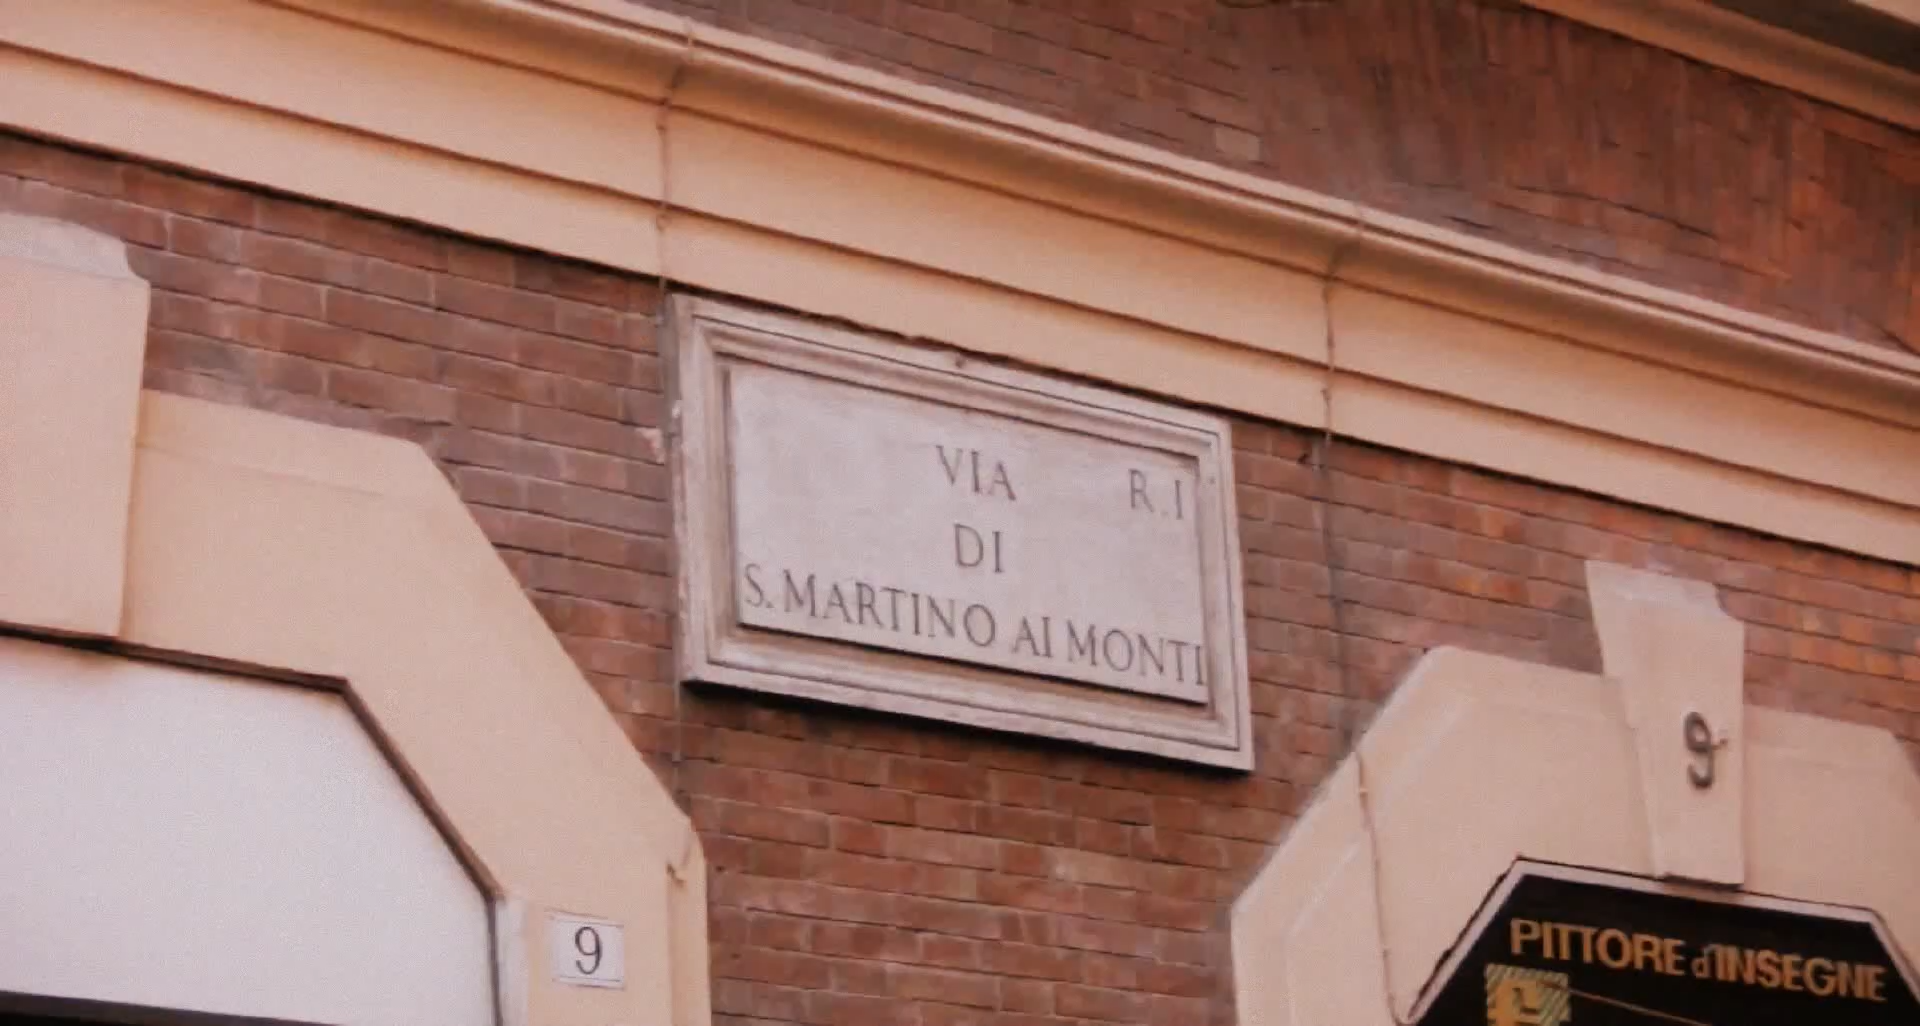 VIA R.I
DI
S. MARTINO AI MONTI
9
9
PITTORE d'INSEGNE